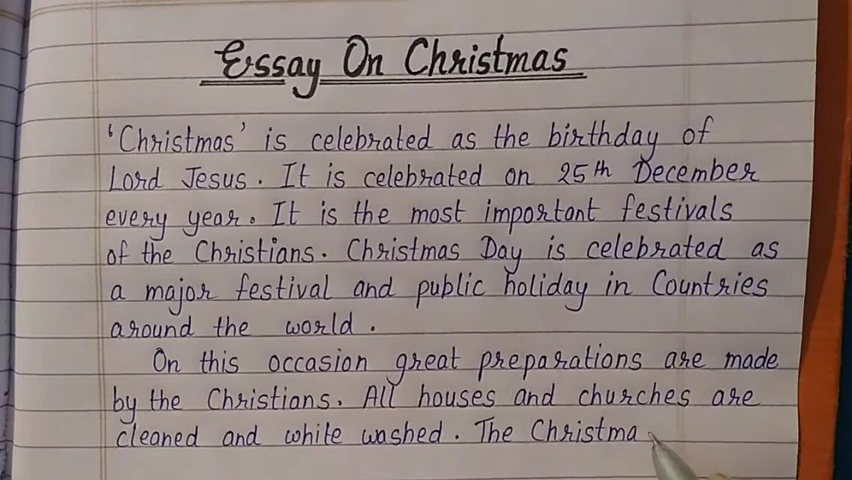 Essay On Christmas
'Christmas' is celebrated as the birthday of
Lord Jesus. It is celebrated on 25th December
every year. It is the most important festivals
of the Christians. Christmas Day is celebrated as
a major festival and public holiday in Countries
around the world.
On this occasion great preparations are made
by the Christians. All houses and churches are
cleaned and white washed. The Christma